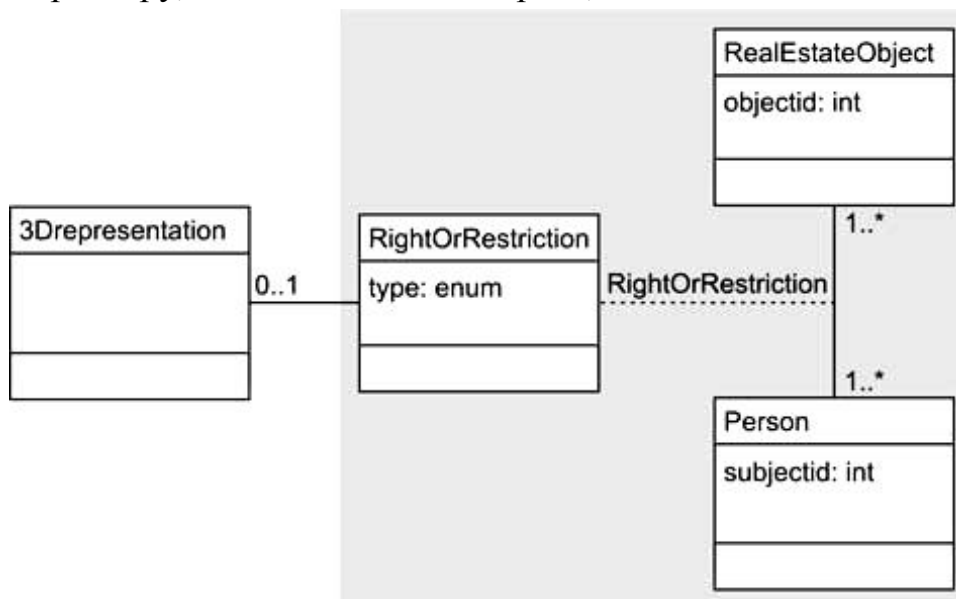 RealEstateObject
objectid: int
1..*
3Drepresentation
0..1
RightOrRestriction
type: enum
RightOrRestriction
1..*
Person
subjectid: int